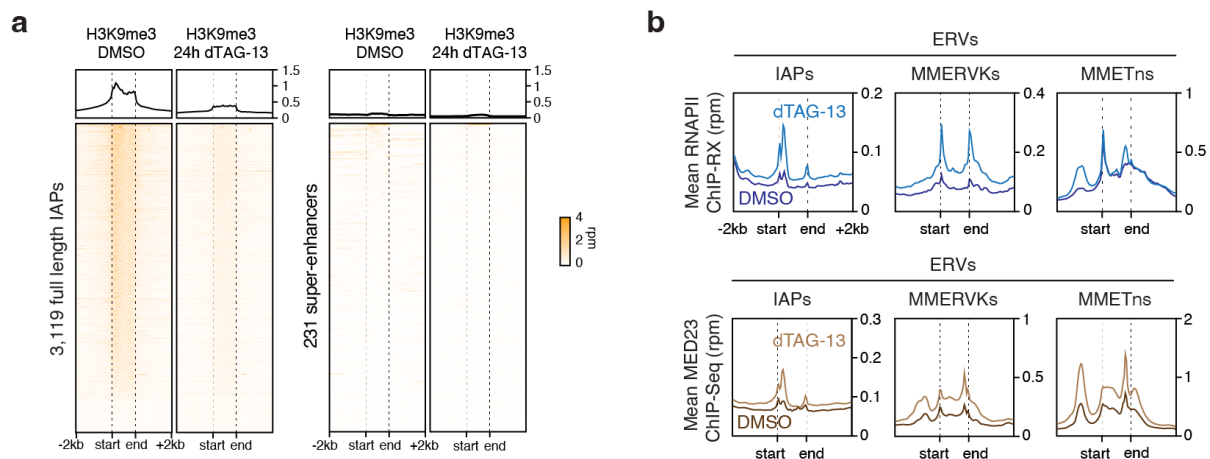 a
H3K9me3
DMSO
H3K9me3
24h dTAG-13
H3K9me3
DMSO
H3K9me3
24h dTAG-13
1.5
1
0.5
0
1.5
1
0.5
0
3,119 full length IAPs
231 super-enhancers
4
2
0
rpm
-2kb start end +2kb start end
-2kb start end +2kb start end
b
ERVs
IAPs MMERVKs MMETns
Mean RNAPII
ChIP-RX (rpm)
dTAG-13
DMSO
0.2
0.1
0
0.4
0.2
0
1
0.5
0
-2kb start end +2kb start end start end
ERVs
IAPs MMERVKs MMETns
Mean MED23
ChIP-Seq (rpm)
dTAG-13
DMSO
0.3
0.2
0.1
0
1
0.5
0
2
1
0
start end start end start end